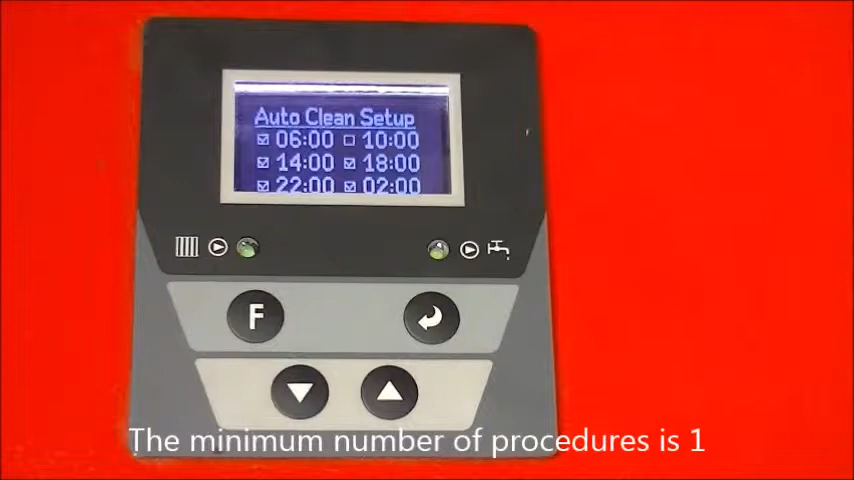 Auto Clean Setup
06:00 10:00
14:00 18:00
22:00 02:00
F
The minimum number of procedures is 1